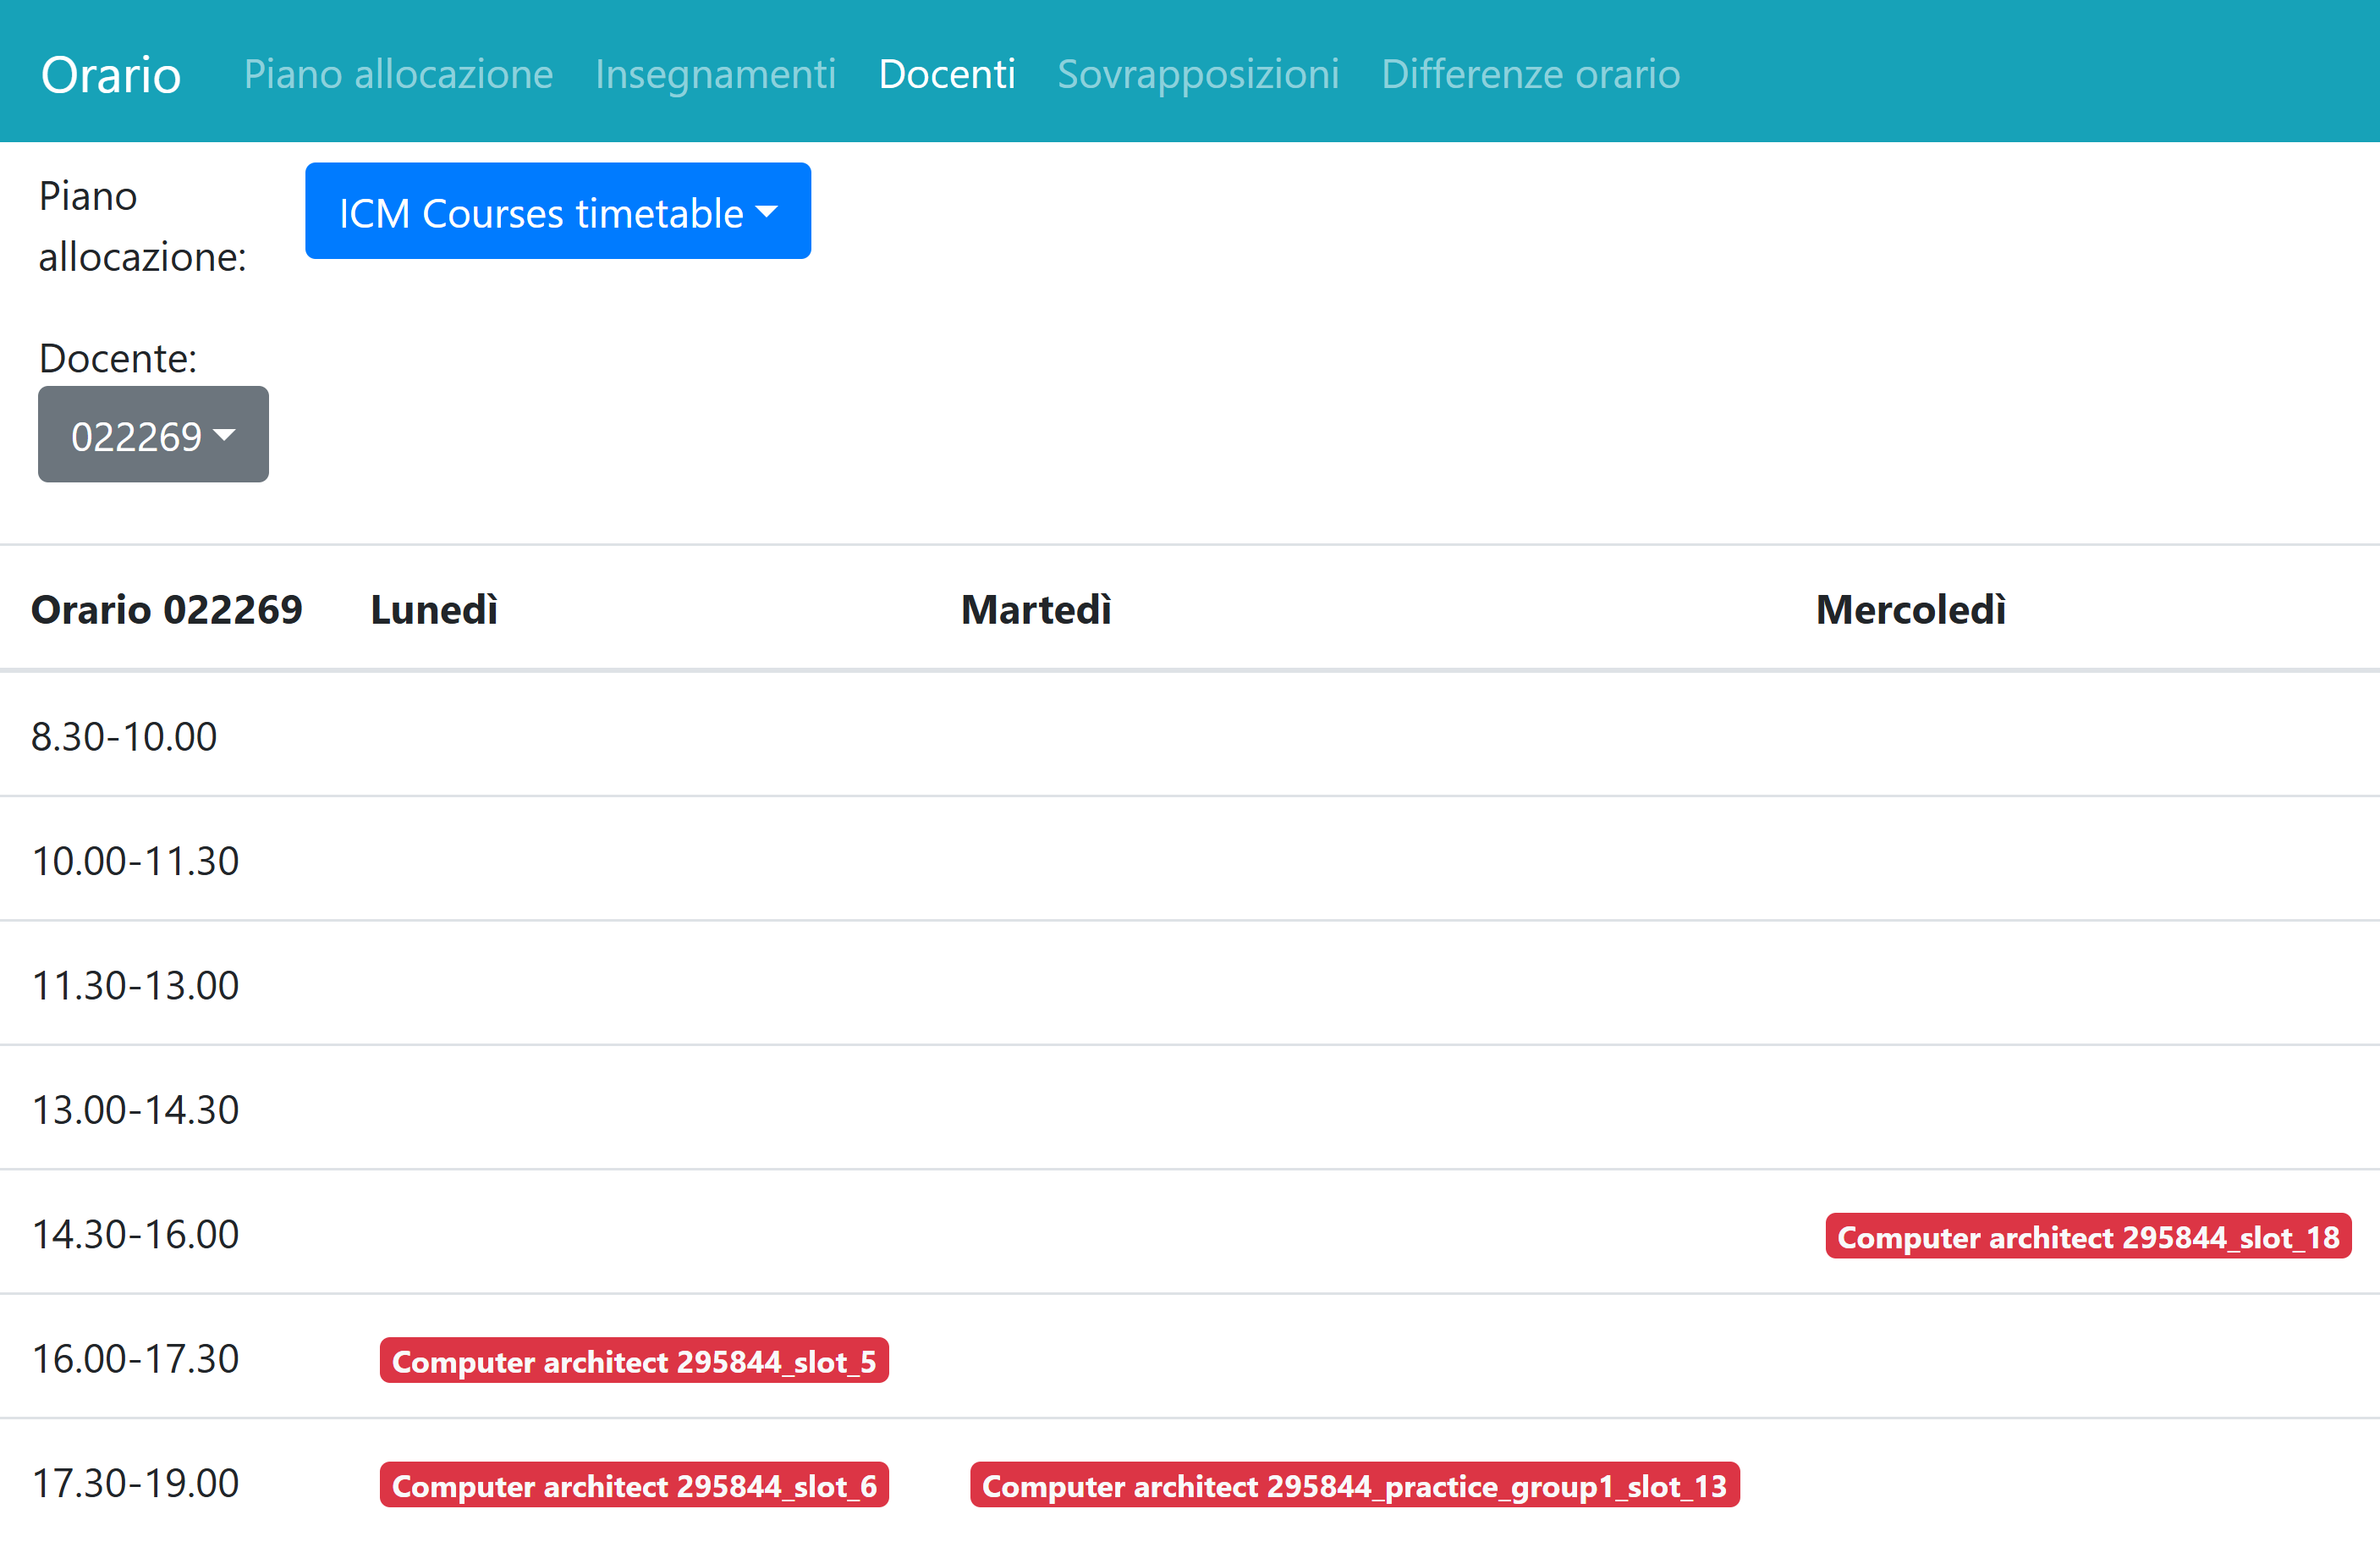 Orario Piano allocazione Insegnamenti Docenti Sovrapposizioni Differenze orario
Piano
allocazione:
ICM Courses timetable
Docente:
022269
Orario 022269 Lunedì Martedì Mercoledì
8.30-10.00
10.00-11.30
11.30-13.00
13.00-14.30
14.30-16.00 Computer architect 295844_slot_18
16.00-17.30 Computer architect 295844_slot_5
17.30-19.00 Computer architect 295844_slot_6 Computer architect 295844_practice_group1_slot_13